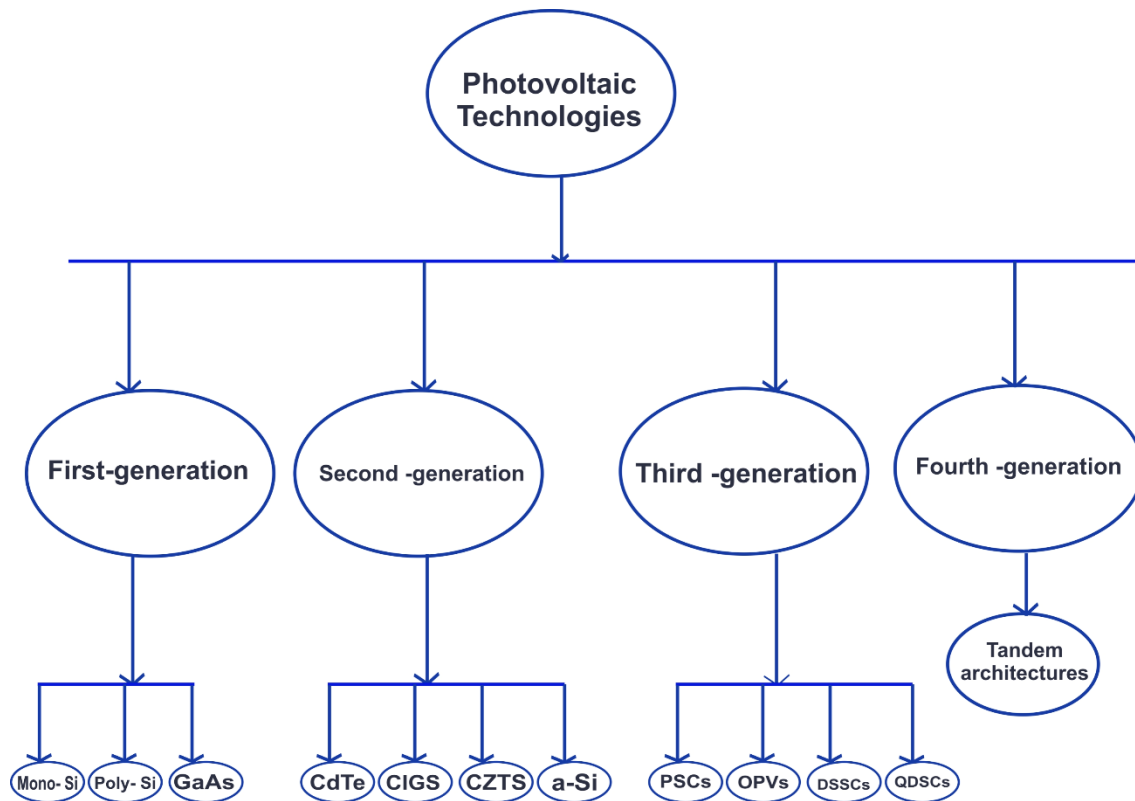 Photovoltaic
Technologies
First-generation
Second -generation
Third -generation
Fourth -generation
Tandem
architectures
Mono- Si
Poly- Si
GaAs
CdTe
CIGS
CZTS
a-Si
PSCs
OPVs
DSSCs
QDSCs